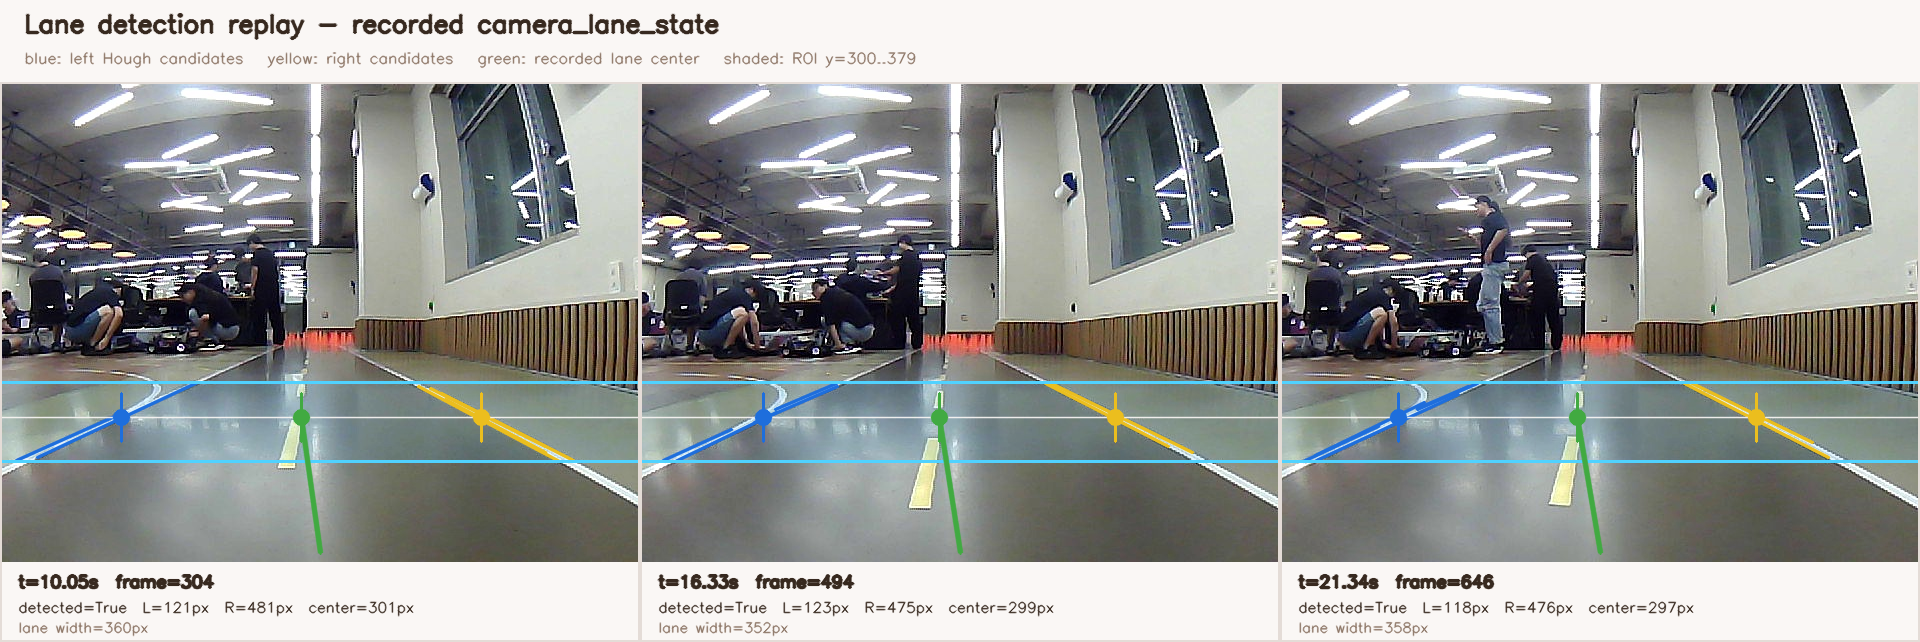 Lane detection replay — recorded camera_lane_state
blue: left Hough candidates yellow: right candidates green: recorded lane center shaded: ROI y=300..379
t=10.05s frame=304
detected=True L=121px R=481px center=301px
lane width=360px
t=16.33s frame=494
detected=True L=123px R=475px center=299px
lane width=352px
t=21.34s frame=646
detected=True L=118px R=476px center=297px
lane width=358px